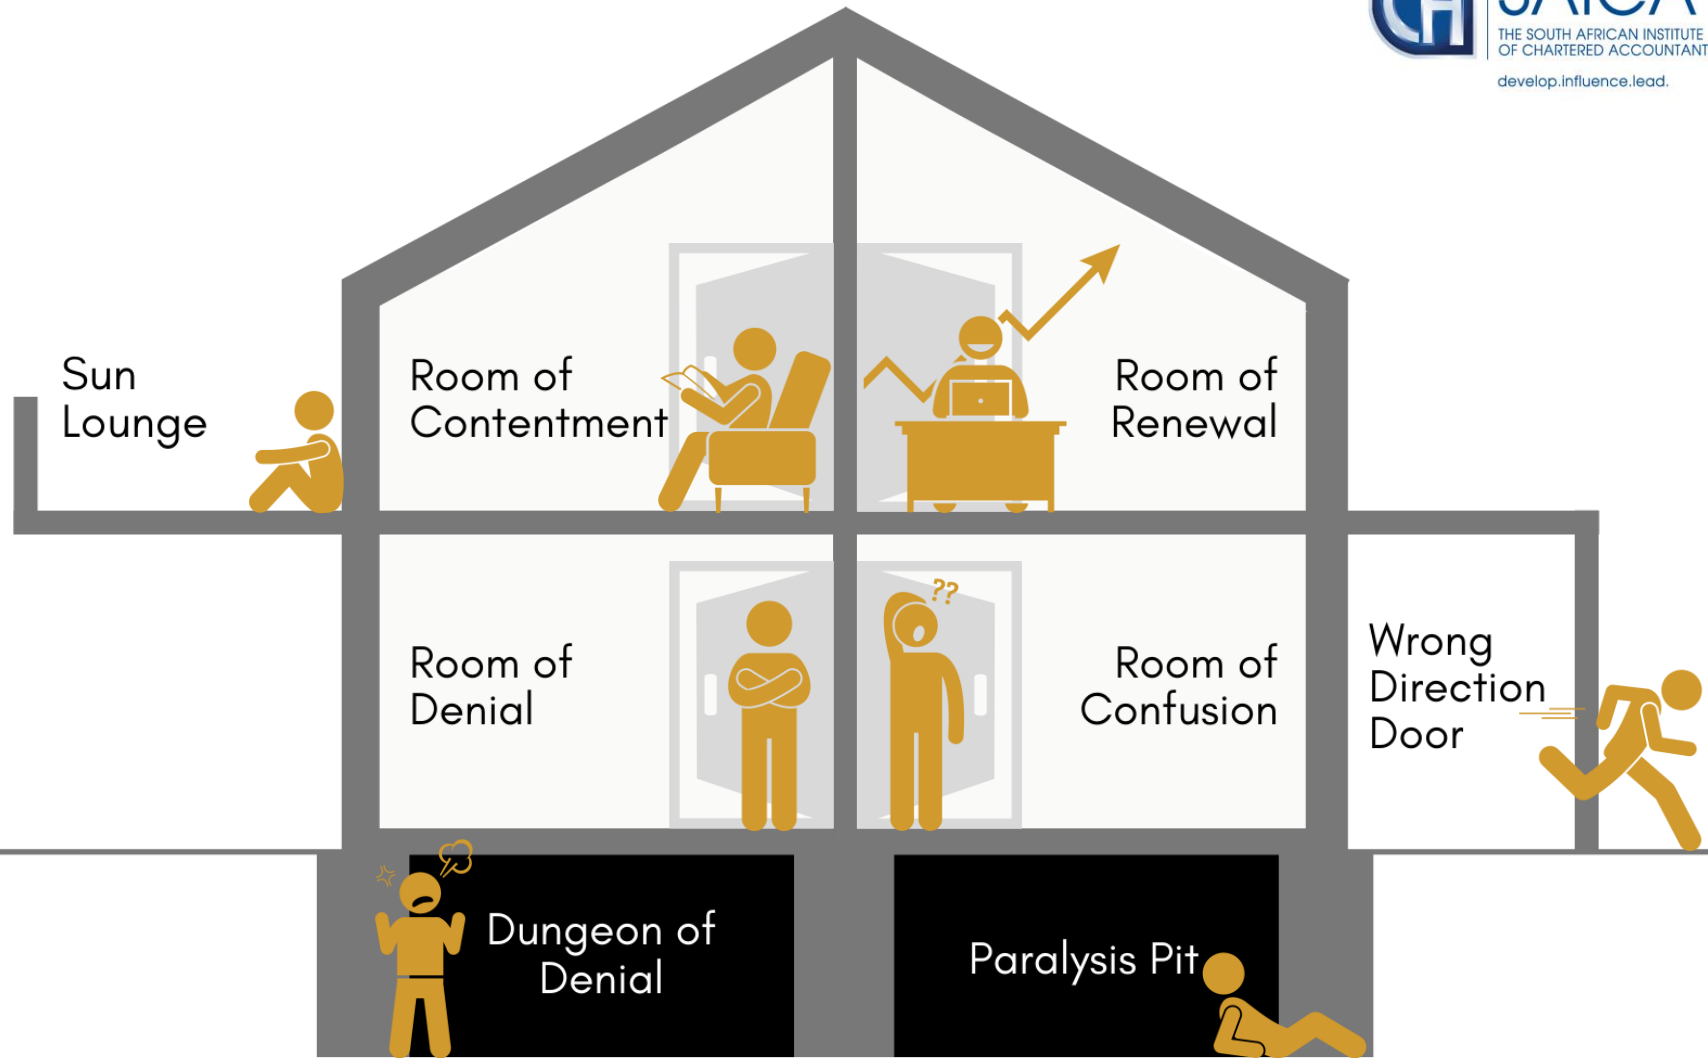 SAICA
THE SOUTH AFRICAN INSTITUTE
OF CHARTERED ACCOUNTANT
develop.influence.lead.
Sun
Lounge
Room of
Contentment
Room of
Renewal
??
Room of
Denial
Room of
Confusion
Wrong
Direction
Door
Dungeon of
Denial
Paralysis Pit